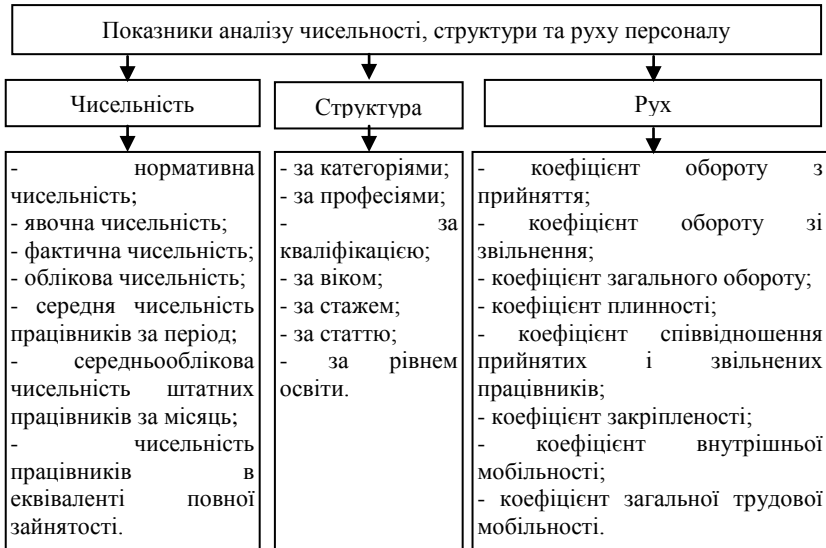 Показники аналізу чисельності, структури та руху персоналу
Чисельність
Структура
Рух
- нормативна
чисельність;
- явочна чисельність;
- фактична чисельність;
- облікова чисельність;
- середня чисельність
працівників за період;
- середньооблікова
чисельність штатних
працівників за місяць;
- чисельність
працівників в
еквіваленті повної
зайнятості.
- за категоріями;
- за професіями;
- за
кваліфікацією;
- за віком;
- за стажем;
- за статтю;
- за рівнем
освіти.
- коефіцієнт обороту з
прийняття;
- коефіцієнт обороту зі
звільнення;
- коефіцієнт загального обороту;
- коефіцієнт плинності;
- коефіцієнт співвідношення
прийнятих і звільнених
працівників;
- коефіцієнт закріпленості;
- коефіцієнт внутрішньої
мобільності;
- коефіцієнт загальної трудової
мобільності.